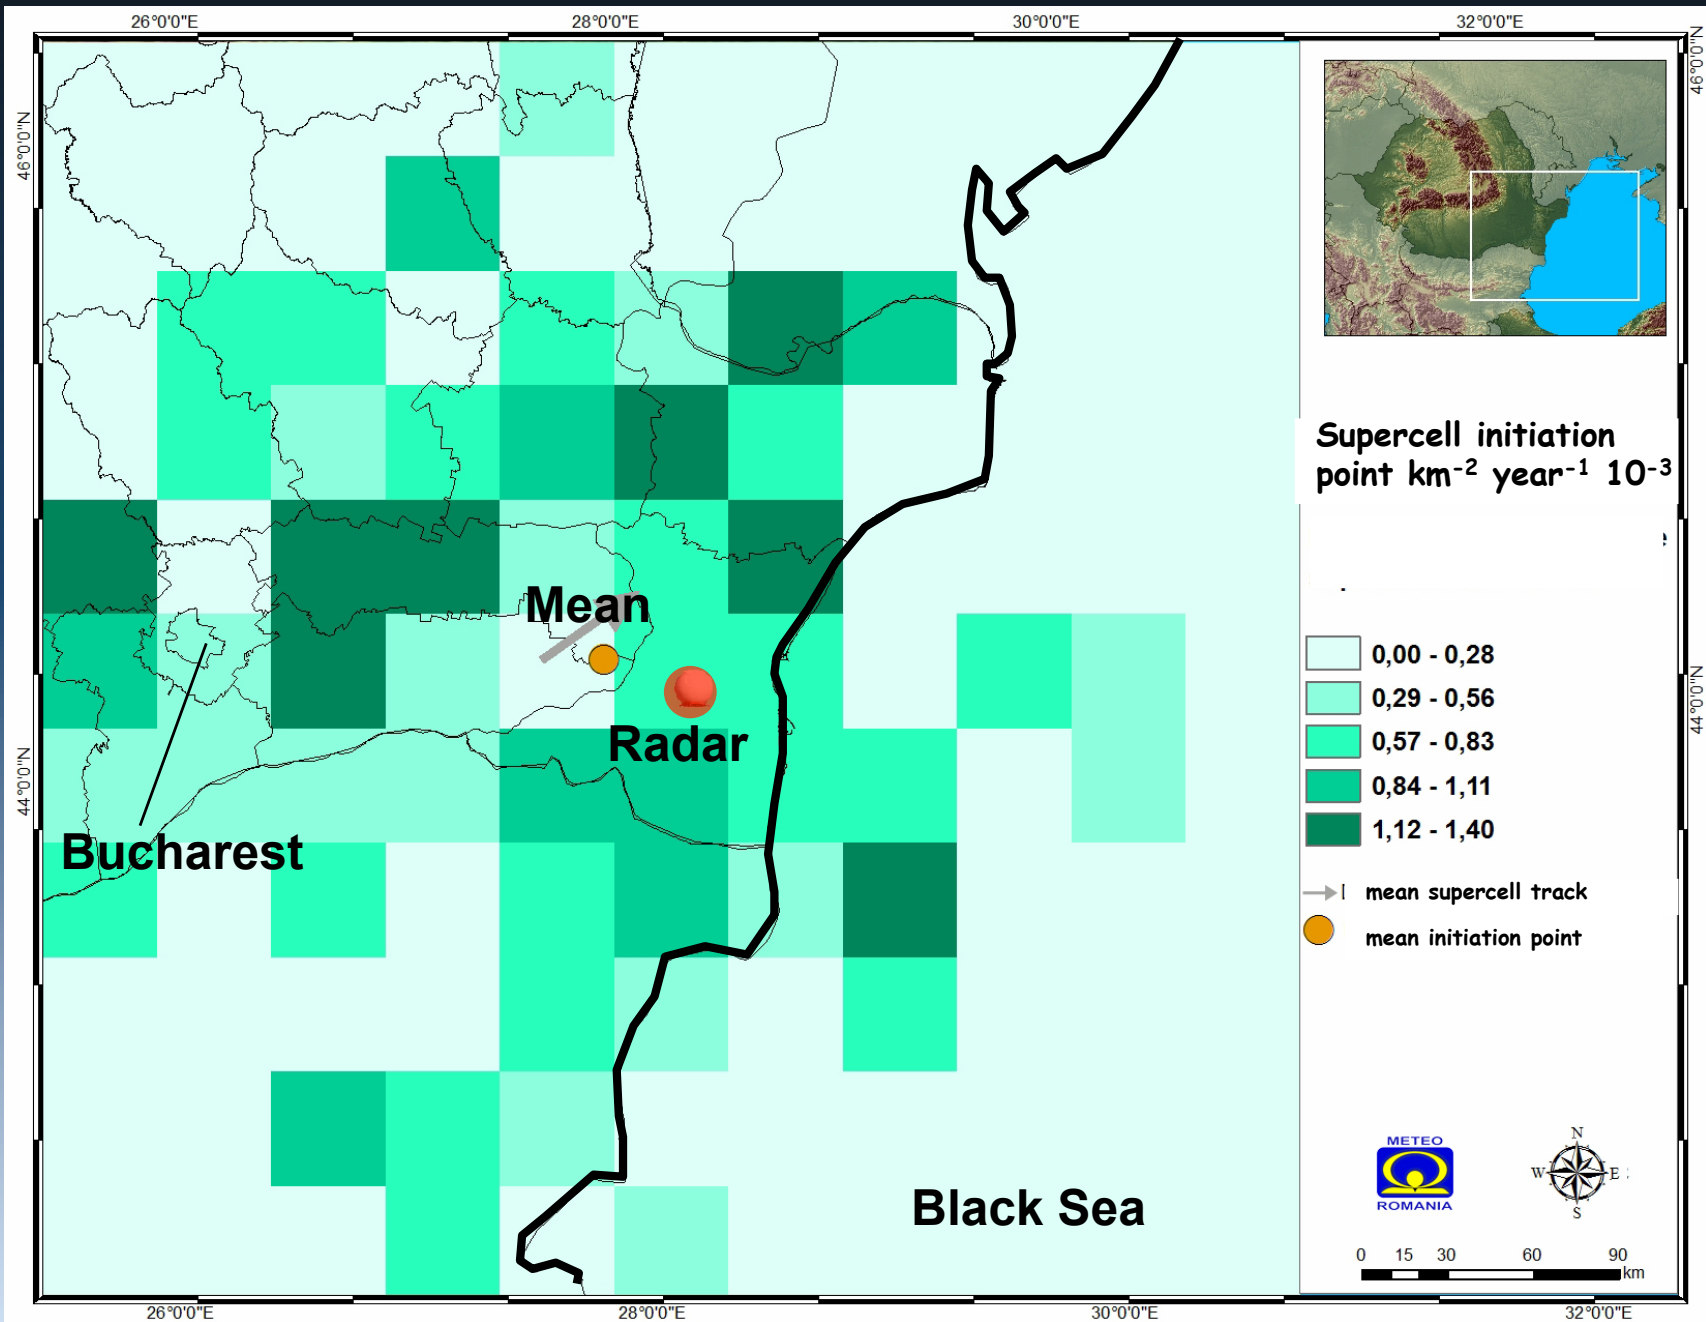 26°0'0"E 28°0'0"E 30°0'0"E 32°0'0"E
46°0'0"N
46°0'0"N
Supercell initiation
point km⁻² year⁻¹ 10⁻³
Mean
Radar
Bucharest
Black Sea
0,00 - 0,28
0,29 - 0,56
0,57 - 0,83
0,84 - 1,11
1,12 - 1,40
mean supercell track
mean initiation point
44°0'0"N
44°0'0"N
METEO
ROMANIA
N
W E
S
0 15 30 60 90
km
26°0'0"E 28°0'0"E 30°0'0"E 32°0'0"E